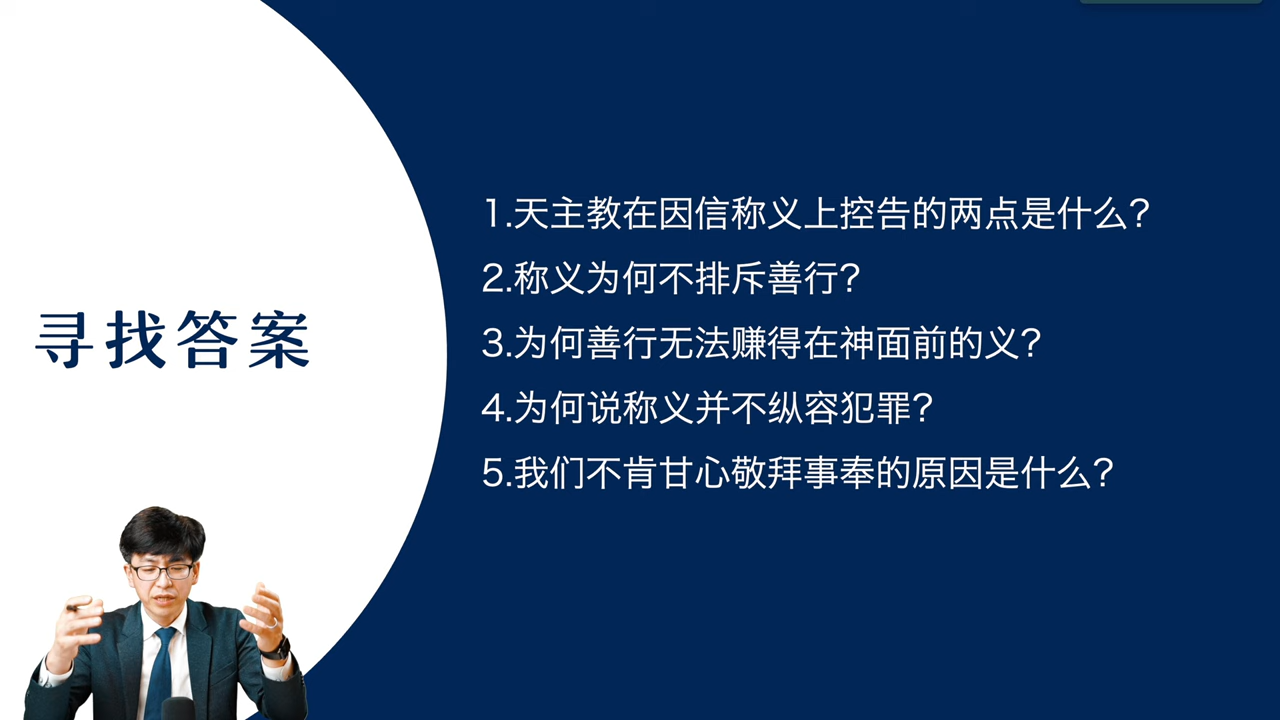 寻找答案
1.天主教在因信称义上控告的两点是什么？
2.称义为何不排斥善行？
3.为何善行无法赚得在神面前的义？
4.为何说称义并不纵容犯罪？
5.我们不肯甘心敬拜事奉的原因是什么？